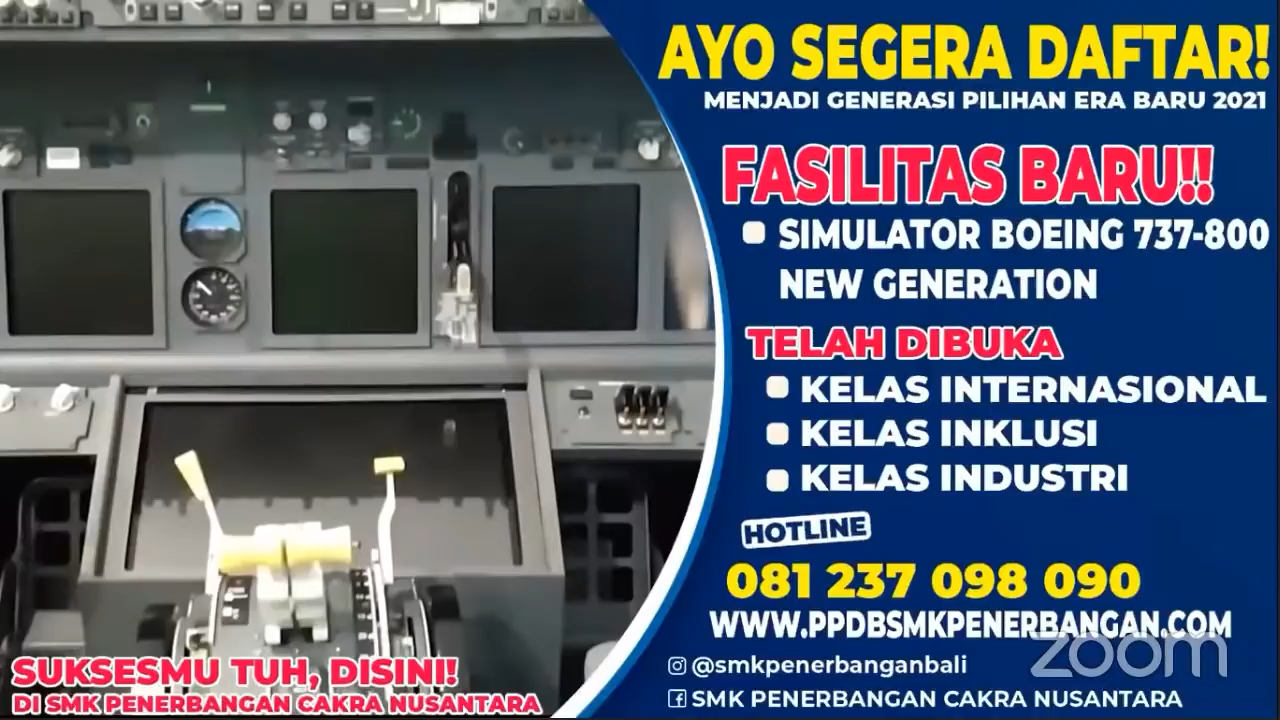 AYO SEGERA DAFTAR!
MENJADI GENERASI PILIHAN ERA BARU 2021
FASILITAS BARU!!
SIMULATOR BOEING 737-800
NEW GENERATION
TELAH DIBUKA
KELAS INTERNASIONAL
KELAS INKLUSI
KELAS INDUSTRI
HOTLINE
081 237 098 090
WWW.PPDBSMKPENERBANGAN.COM
zoom
@smkpenerbanganbali
SMK PENERBANGAN CAKRA NUSANTARA
SUKSESMU TUH, DISINI!
DI SMK PENERBANGAN CAKRA NUSANTARA